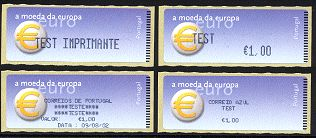 a moeda da europa
euro
Portugal
TEST IMPRIMANTE
a moeda da europa
euro
Portugal
TEST
€1.00
a moeda da europa
euro
Portugal
CORREIOS DE PORTUGAL
****TESTE****
****TESTE****
VALOR €1,00
DATA : 09/08/02
a moeda da europa
euro
Portugal
CORREIO AZUL
TEST
€1,00